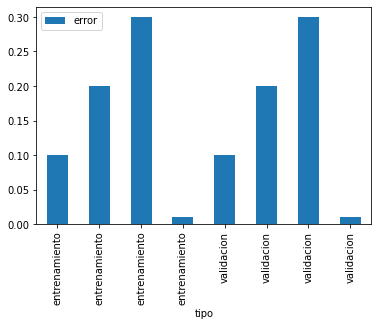 error
0.30
0.25
0.20
0.15
0.10
0.05
0.00
entrenamiento
entrenamiento
entrenamiento
entrenamiento
validacion
validacion
validacion
validacion
tipo